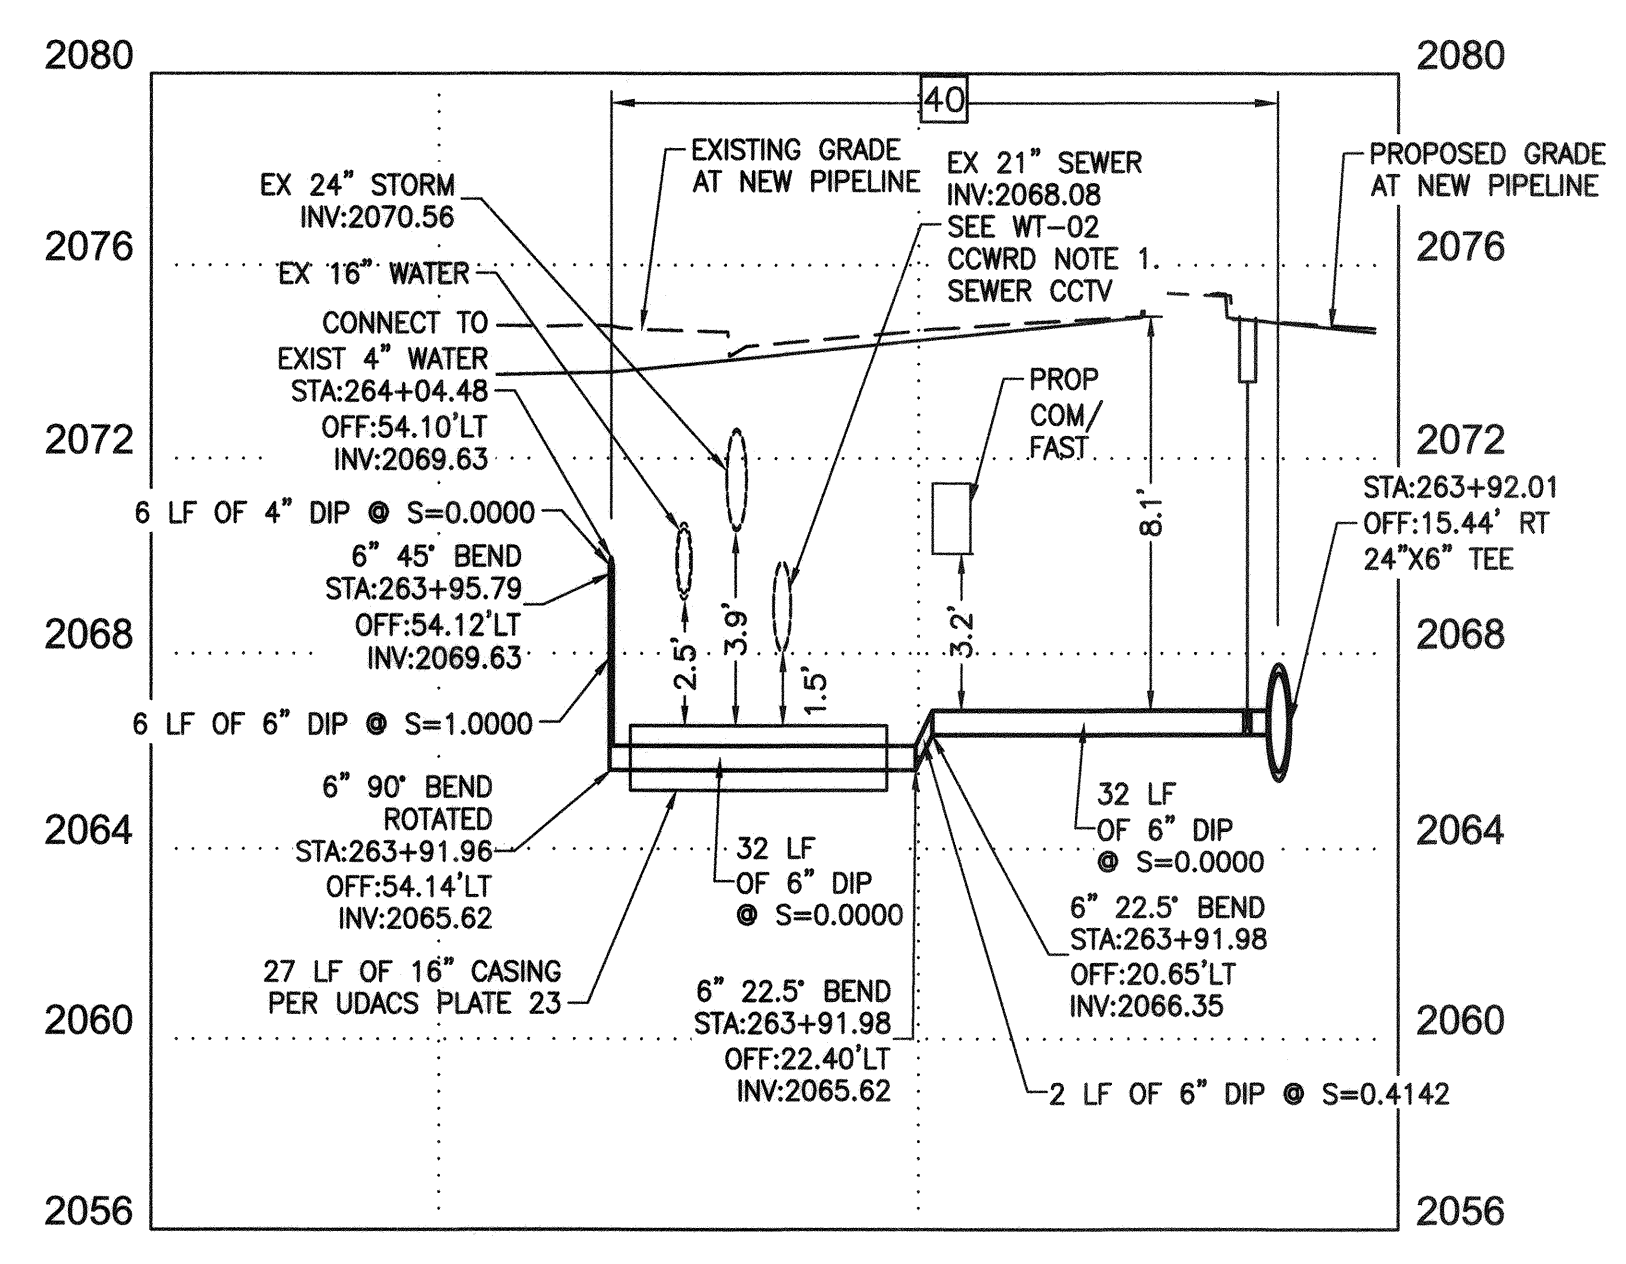 2080
2080
40
EXISTING GRADE
AT NEW PIPELINE
EX 21" SEWER
INV:2068.08
SEE WT-02
CCWRD NOTE 1.
SEWER CCTV
PROPOSED GRADE
AT NEW PIPELINE
EX 24" STORM
INV:2070.56
2076
2076
EX 16" WATER
CONNECT TO
EXIST 4" WATER
STA:264+04.48
OFF:54.10'LT
INV:2069.63
PROP
COM/
FAST
2072
2072
8.1'
STA:263+92.01
OFF:15.44' RT
24"X6" TEE
6 LF OF 4" DIP @ S=0.0000
6" 45° BEND
STA:263+95.79
OFF:54.12'LT
INV:2069.63
2068
2068
2.5'
3.9'
1.5'
3.2'
6 LF OF 6" DIP @ S=1.0000
6" 90° BEND
ROTATED
STA:263+91.96
OFF:54.14'LT
INV:2065.62
2064
2064
32 LF
OF 6" DIP
@ S=0.0000
32 LF
OF 6" DIP
@ S=0.0000
6" 22.5° BEND
STA:263+91.98
OFF:20.65'LT
INV:2066.35
27 LF OF 16" CASING
PER UDACS PLATE 23
6" 22.5° BEND
STA:263+91.98
OFF:22.40'LT
INV:2065.62
2060
2060
2 LF OF 6" DIP @ S=0.4142
2056
2056